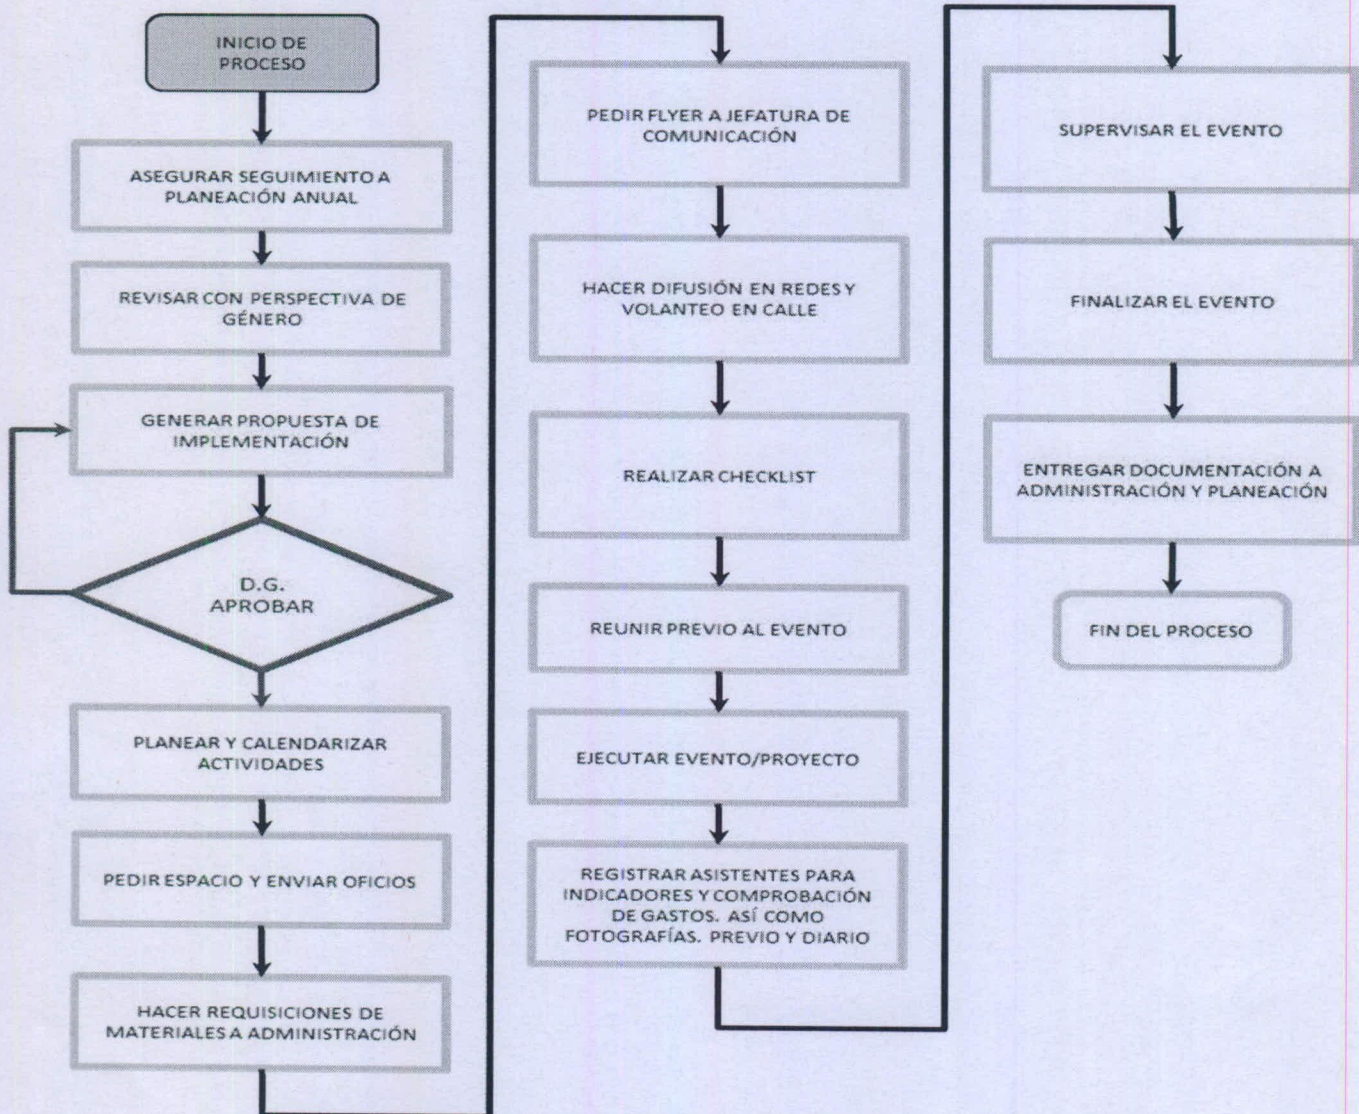 INICIO DE
PROCESO
ASEGURAR SEGUIMIENTO A
PLANEACIÓN ANUAL
REVISAR CON PERSPECTIVA DE
GÉNERO
GENERAR PROPUESTA DE
IMPLEMENTACIÓN
D.G.
APROBAR
PLANEAR Y CALENDARIZAR
ACTIVIDADES
PEDIR ESPACIO Y ENVIAR OFICIOS
HACER REQUISICIONES DE
MATERIALES A ADMINISTRACIÓN
PEDIR FLYER A JEFATURA DE
COMUNICACIÓN
HACER DIFUSIÓN EN REDES Y
VOLANTEO EN CALLE
REALIZAR CHECKLIST
REUNIR PREVIO AL EVENTO
EJECUTAR EVENTO/PROYECTO
REGISTRAR ASISTENTES PARA
INDICADORES Y COMPROBACIÓN
DE GASTOS. ASÍ COMO
FOTOGRAFÍAS. PREVIO Y DIARIO
SUPERVISAR EL EVENTO
FINALIZAR EL EVENTO
ENTREGAR DOCUMENTACIÓN A
ADMINISTRACIÓN Y PLANEACIÓN
FIN DEL PROCESO